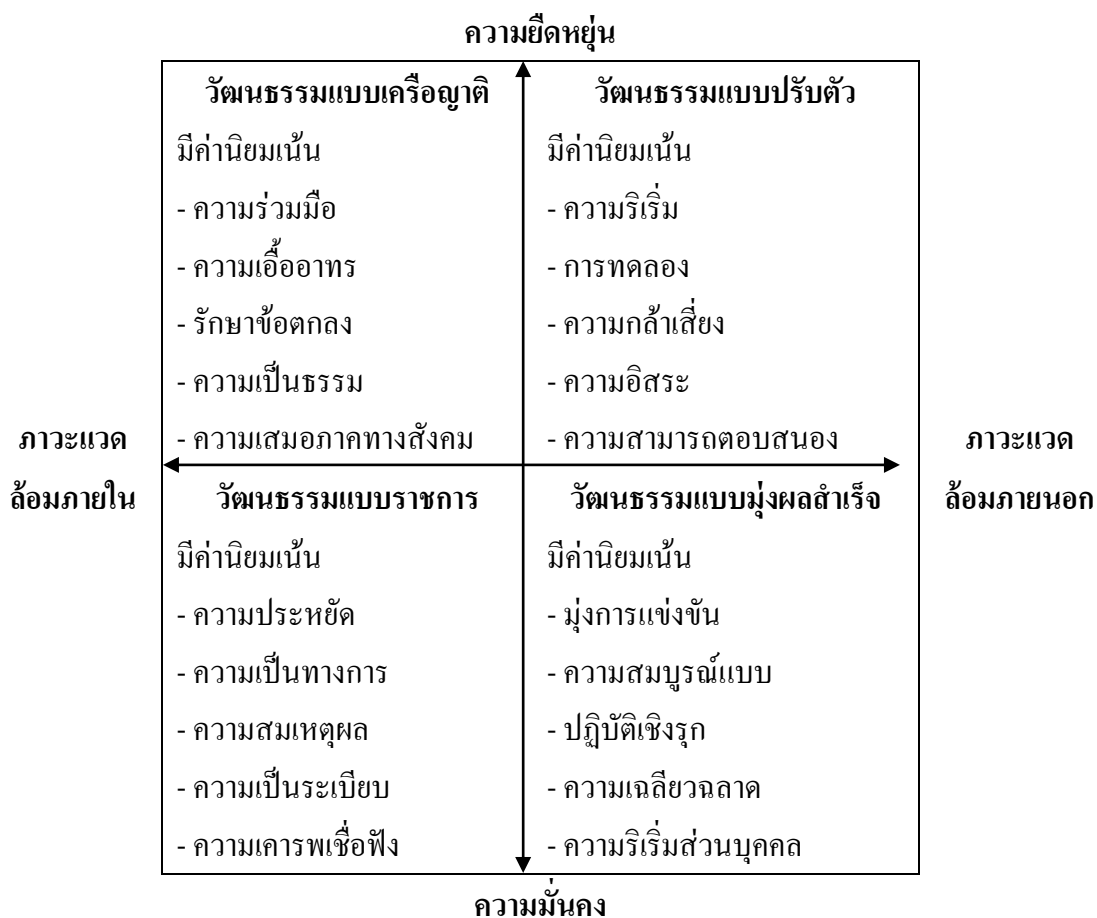 ความยืดหยุ่น
วัฒนธรรมแบบเครือญาติ
มีค่านิยมเน้น
- ความร่วมมือ
- ความเอื้ออาทร
- รักษาข้อตกลง
- ความเป็นธรรม
- ความเสมอภาคทางสังคม
วัฒนธรรมแบบปรับตัว
มีค่านิยมเน้น
- ความริเริ่ม
- การทดลอง
- ความกล้าเสี่ยง
- ความอิสระ
- ความสามารถตอบสนอง
ภาวะแวด
ล้อมภายใน
ภาวะแวด
ล้อมภายนอก
วัฒนธรรมแบบราชการ
มีค่านิยมเน้น
- ความประหยัด
- ความเป็นทางการ
- ความสมเหตุผล
- ความเป็นระเบียบ
- ความเคารพเชื่อฟัง
วัฒนธรรมแบบมุ่งผลสำเร็จ
มีค่านิยมเน้น
- มุ่งการแข่งขัน
- ความสมบูรณ์แบบ
- ปฏิบัติเชิงรุก
- ความเฉลียวฉลาด
- ความริเริ่มส่วนบุคคล
ความมั่นคง